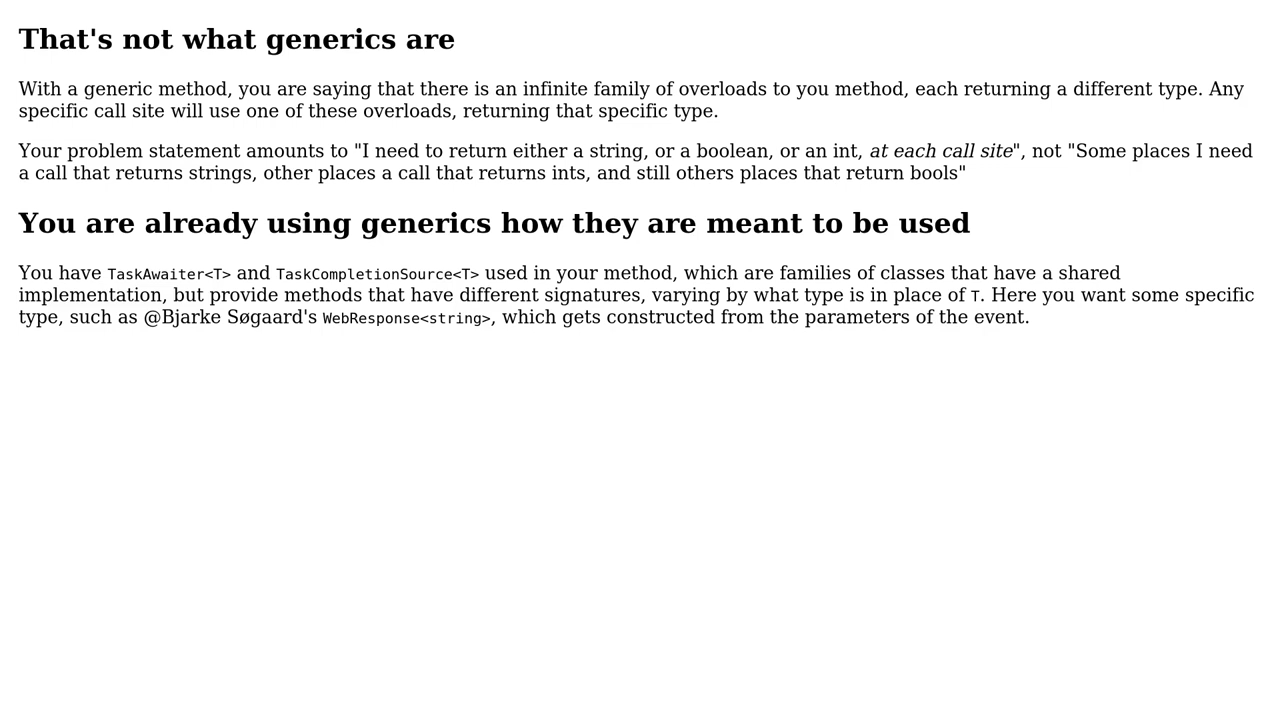 That's not what generics are
With a generic method, you are saying that there is an infinite family of overloads to you method, each returning a different type. Any
specific call site will use one of these overloads, returning that specific type.
Your problem statement amounts to "I need to return either a string, or a boolean, or an int, at each call site", not "Some places I need
a call that returns strings, other places a call that returns ints, and still others places that return bools"
You are already using generics how they are meant to be used
You have TaskAwaiter<T> and TaskCompletionSource<T> used in your method, which are families of classes that have a shared
implementation, but provide methods that have different signatures, varying by what type is in place of T. Here you want some specific
type, such as @Bjarke Søgaard's WebResponse<string>, which gets constructed from the parameters of the event.